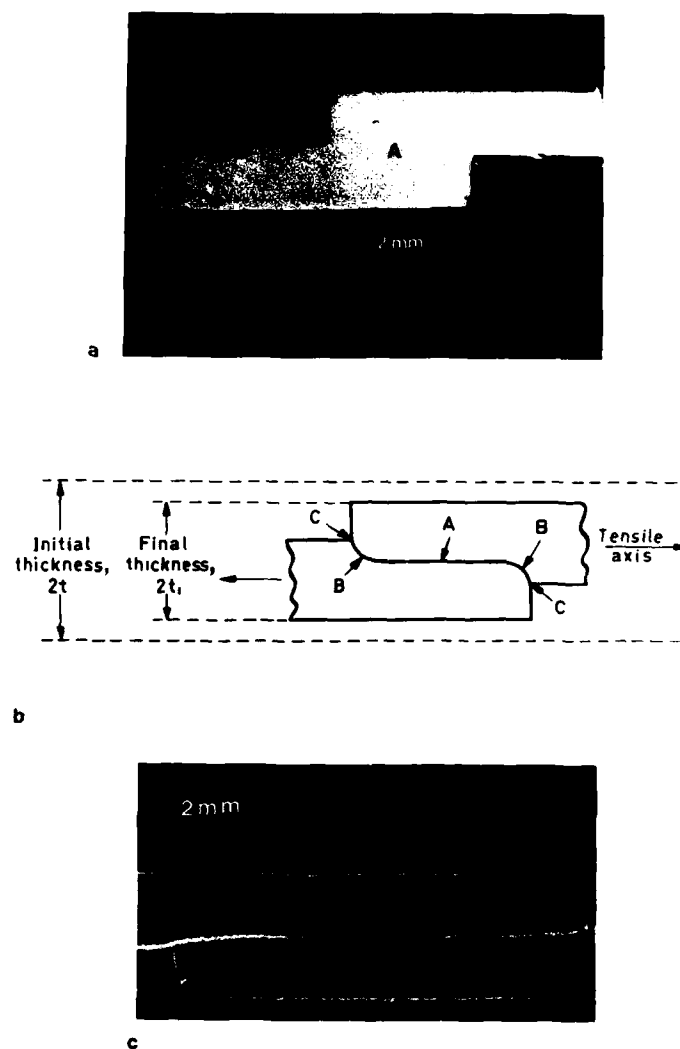 A
2 mm
a
C
A
B
Tensile
axis
Initial
thickness,
2t
Final
thickness,
2t₁
B
C
b
2 mm
c